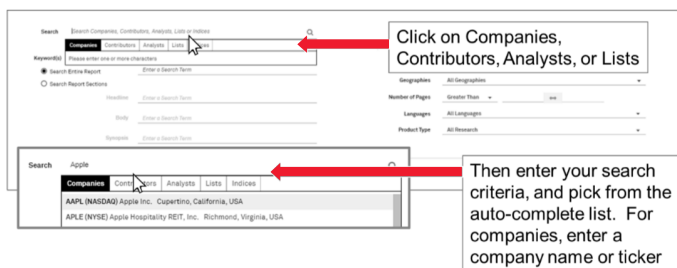 Search Search Companies, Contributors, Analysts, Lists or Indices
Companies Contributors Analysts Lists
Keyword(s) Please enter one or more characters
Search Entire Report Enter a Search Term
Search Report Sections
Headline Enter a Search Term
Body Enter a Search Term
Synopsis Enter a Search Term
Click on Companies,
Contributors, Analysts, or Lists
Geographies All Geographies
Number of Pages Greater Than
Languages All Languages
Product Type All Research
Search Apple
Companies Analysts Lists Indices
AAPL (NASDAQ) Apple Inc. Cupertino, California, USA
APLE (NYSE) Apple Hospitality REIT, Inc. Richmond, Virginia, USA
Then enter your search
criteria, and pick from the
auto-complete list. For
companies, enter a
company name or ticker